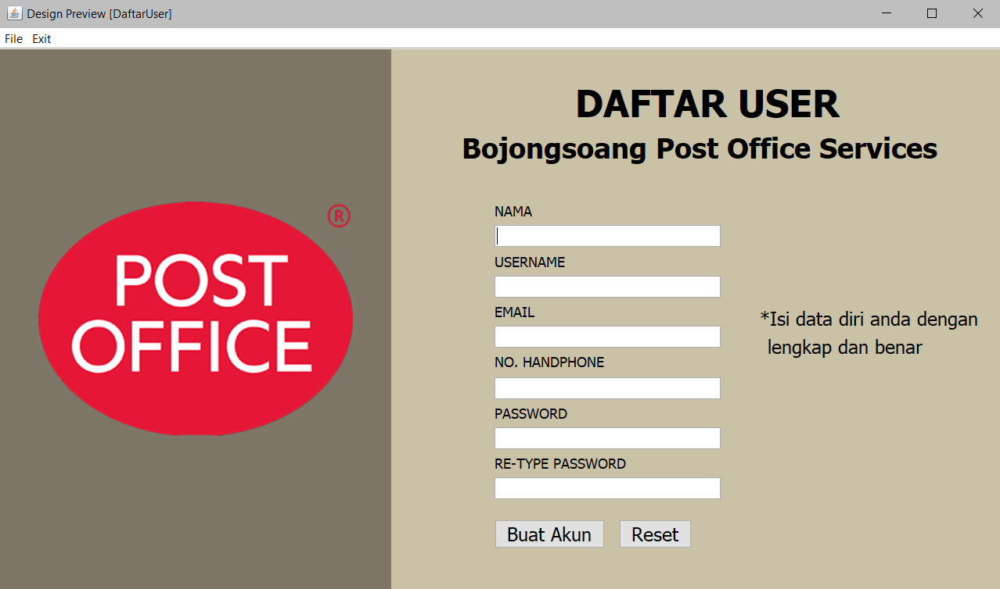 Design Preview [DaftarUser]
File Exit
®
POST
OFFICE
DAFTAR USER
Bojongsoang Post Office Services
NAMA
USERNAME
EMAIL
NO. HANDPHONE
PASSWORD
RE-TYPE PASSWORD
*Isi data diri anda dengan
lengkap dan benar
Buat Akun Reset